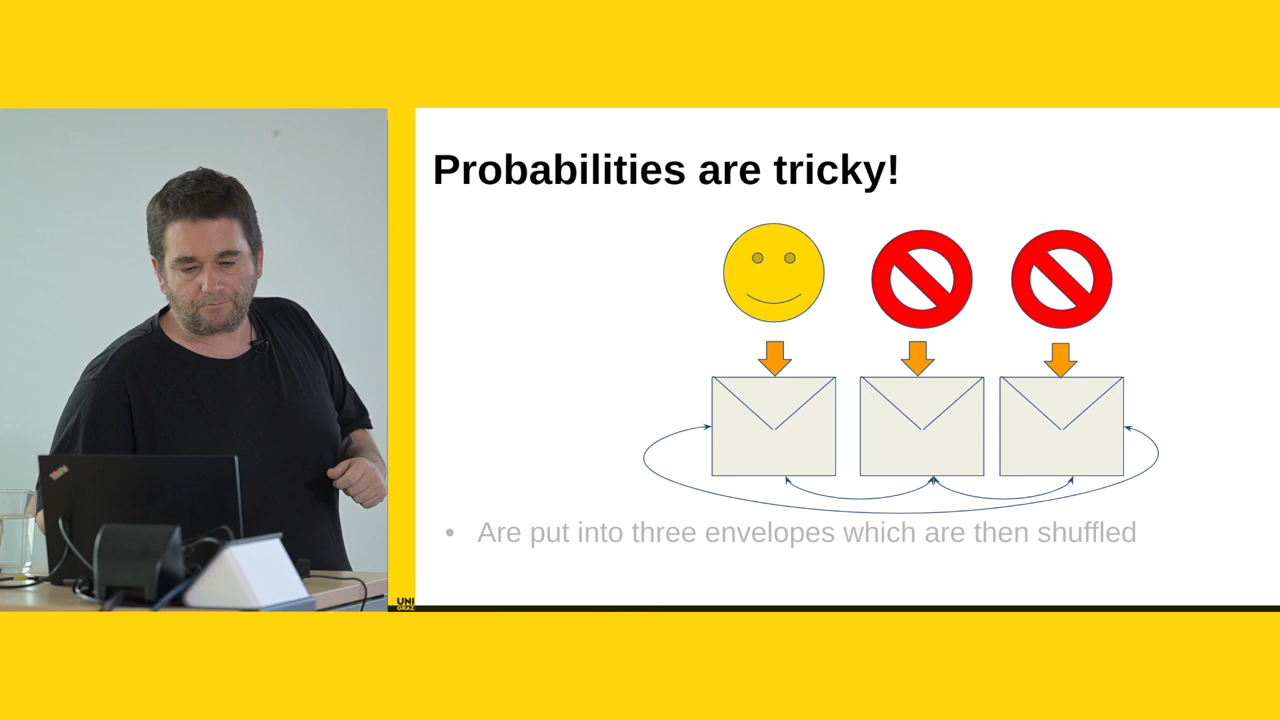 Probabilities are tricky!
• Are put into three envelopes which are then shuffled
UNI
GRAZ